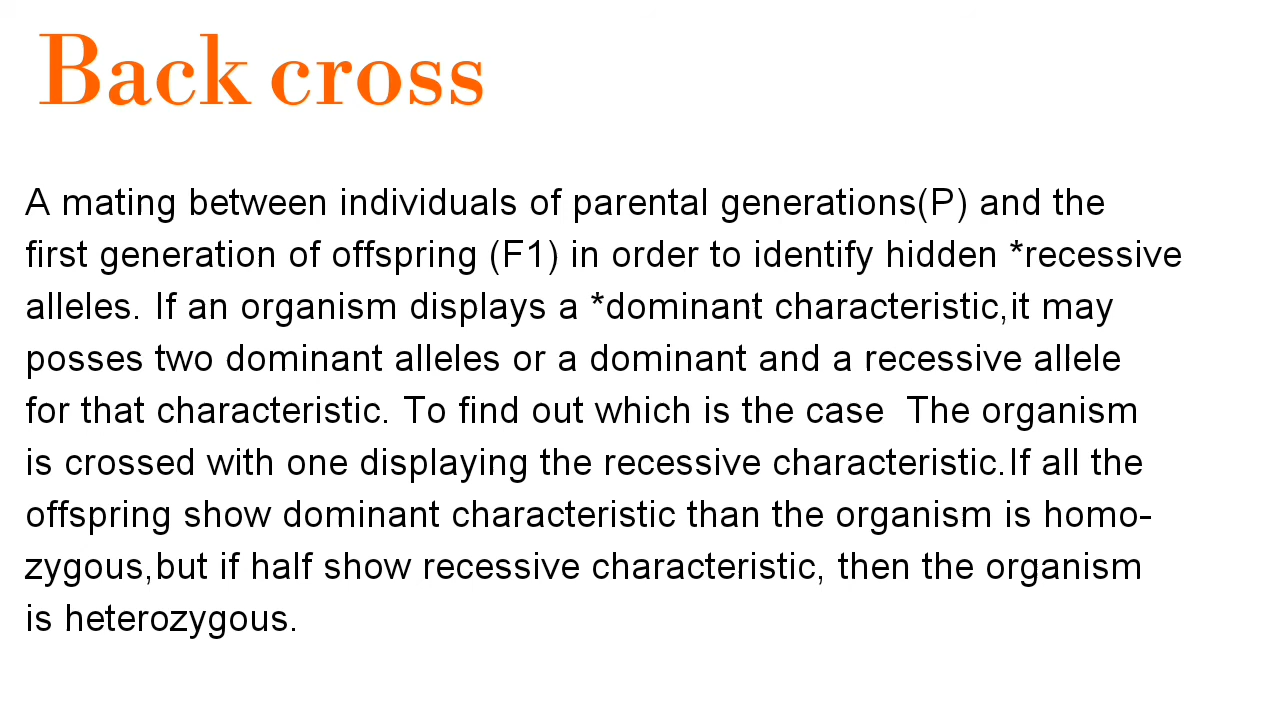 Back cross
A mating between individuals of parental generations(P) and the
first generation of offspring (F1) in order to identify hidden *recessive
alleles. If an organism displays a *dominant characteristic,it may
posses two dominant alleles or a dominant and a recessive allele
for that characteristic. To find out which is the case  The organism
is crossed with one displaying the recessive characteristic.If all the
offspring show dominant characteristic than the organism is homo-
zygous,but if half show recessive characteristic, then the organism
is heterozygous.